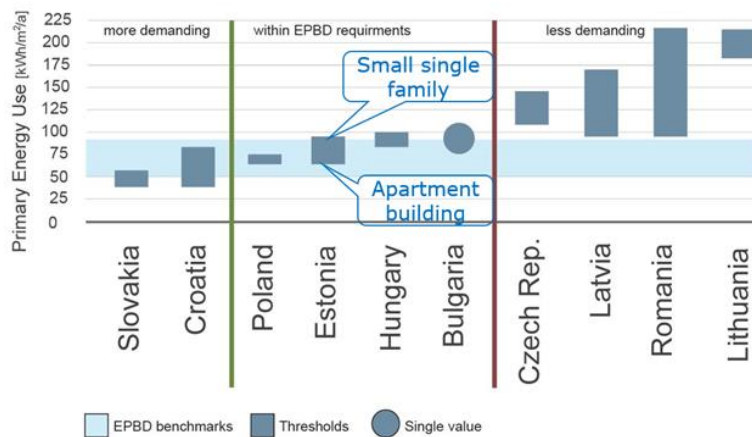 Primary Energy Use [kWh/m²/a]
225
200
175
150
125
100
75
50
25
0
more demanding
within EPBD requirments
less demanding
Small single
family
Apartment
building
Slovakia
Croatia
Poland
Estonia
Hungary
Bulgaria
Czech Rep.
Latvia
Romania
Lithuania
EPBD benchmarks
Thresholds
Single value